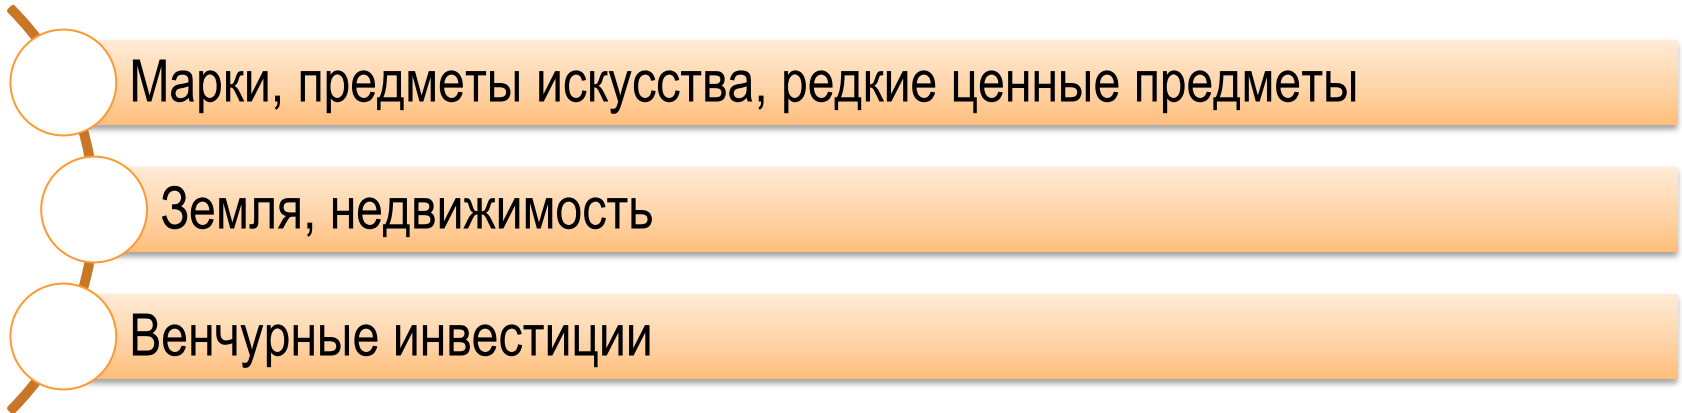 Марки, предметы искусства, редкие ценные предметы
Земля, недвижимость
Венчурные инвестиции